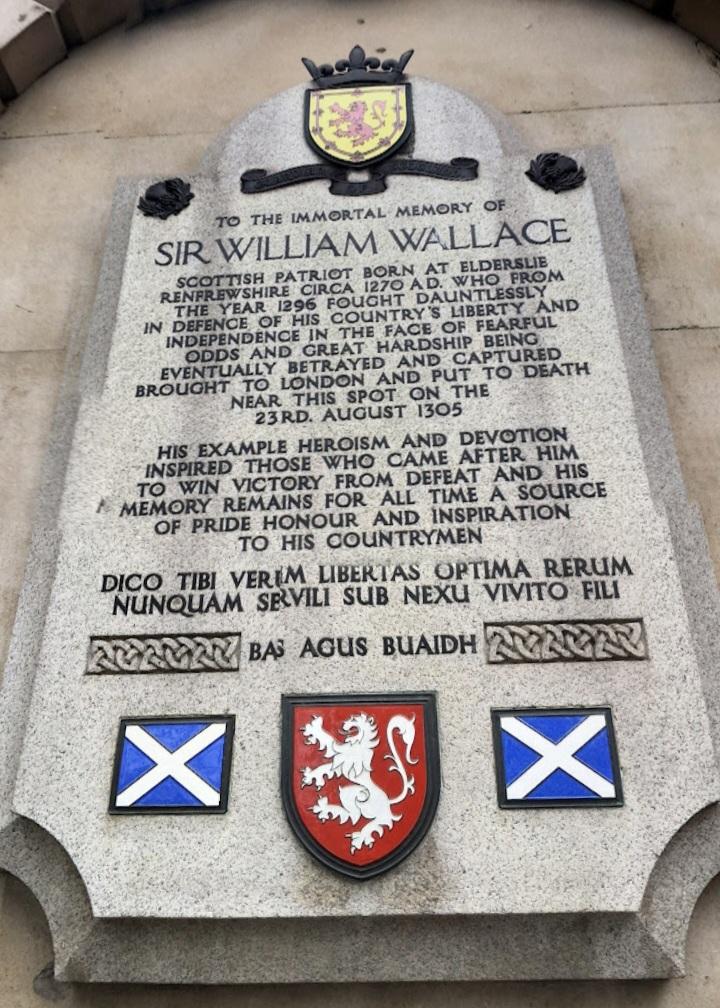 TO THE IMMORTAL MEMORY OF
SIR WILLIAM WALLACE
SCOTTISH PATRIOT BORN AT ELDERSLIE
RENFREWSHIRE CIRCA 1270 A.D. WHO FROM
THE YEAR 1296 FOUGHT DAUNTLESSLY
IN DEFENCE OF HIS COUNTRY'S LIBERTY AND
INDEPENDENCE IN THE FACE OF FEARFUL
ODDS AND GREAT HARDSHIP BEING
EVENTUALLY BETRAYED AND CAPTURED
BROUGHT TO LONDON AND PUT TO DEATH
NEAR THIS SPOT ON THE
23RD. AUGUST 1305
HIS EXAMPLE HEROISM AND DEVOTION
INSPIRED THOSE WHO CAME AFTER HIM
TO WIN VICTORY FROM DEFEAT AND HIS
MEMORY REMAINS FOR ALL TIME A SOURCE
OF PRIDE HONOUR AND INSPIRATION
TO HIS COUNTRYMEN
DICO TIBI VERVM LIBERTAS OPTIMA RERUM
NUNQUAM SERVILI SUB NEXU VIVITO FILI
BAS AGUS BUAIDH